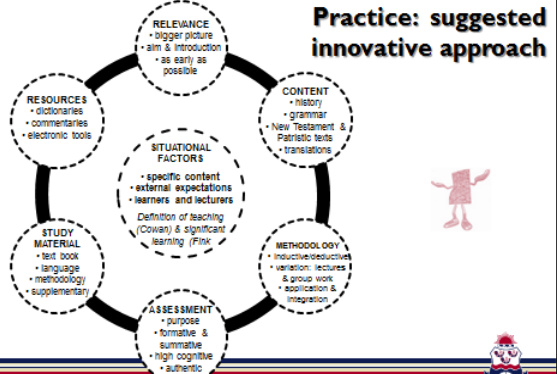 Practice: suggested
innovative approach
RELEVANCE
• bigger picture
• aim & introduction
• as early as
possible
CONTENT
• history
• grammar
• New Testament &
Patristic texts
• translations
METHODOLOGY
• inductive/deductive
• variation: lectures
& group work
• application &
integration
ASSESSMENT
• purpose
• formative &
summative
• high cognitive
• authentic
STUDY
MATERIAL
• text book
• language
• methodology
• supplementary
RESOURCES
• dictionaries
• commentaries
• electronic tools
SITUATIONAL
FACTORS
• specific content
• external expectations
• learners and lecturers
Definition of teaching
(Cowan) & significant
learning (Fink